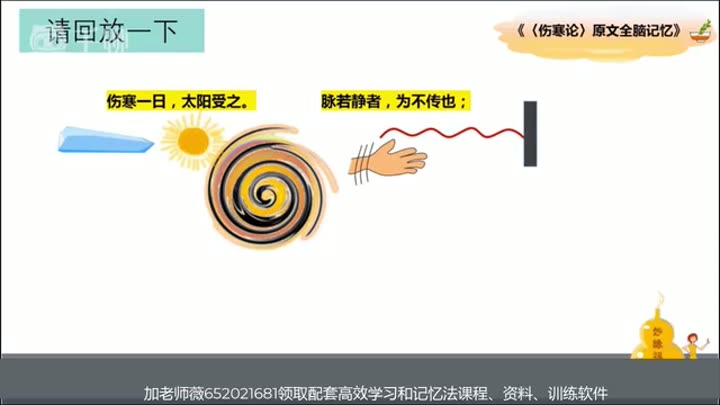 请回放一下
《〈伤寒论〉原文全脑记忆》
伤寒一日，太阳受之。
脉若静者，为不传也；
加老师薇652021681领取配套高效学习和记忆法课程、资料、训练软件